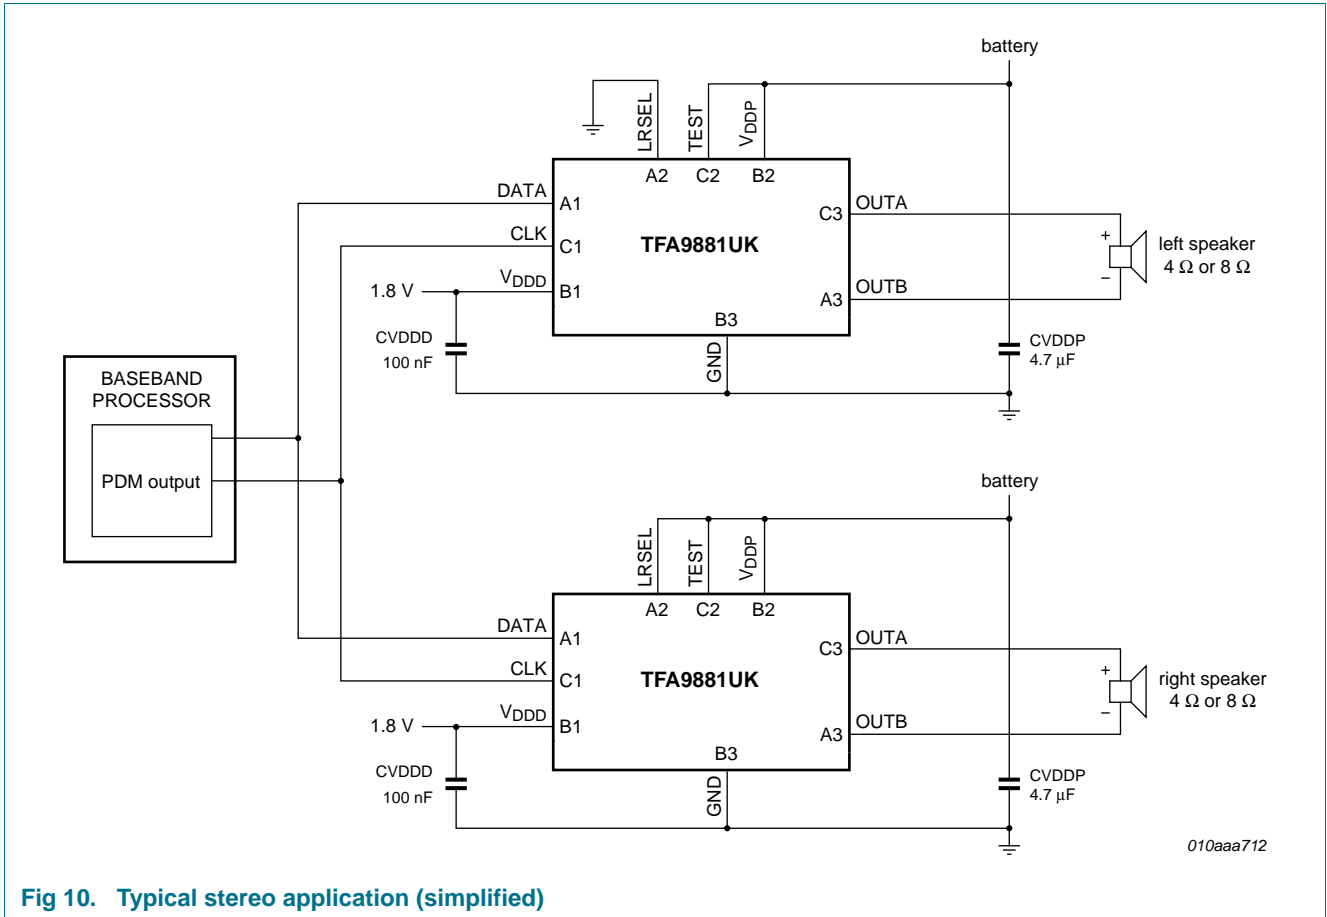 battery
LRSEL
TEST
VDDP
A2 C2 B2
DATA
A1
C3
OUTA
CLK
C1
TFA9881UK
+
left speaker
4 Ω or 8 Ω
1.8 V
VDDD
B1
A3
OUTB
−
B3
CVDDD
100 nF
GND
CVDDP
4.7 μF
BASEBAND
PROCESSOR
PDM output
battery
LRSEL
TEST
VDDP
A2 C2 B2
DATA
A1
C3
OUTA
CLK
C1
TFA9881UK
+
right speaker
4 Ω or 8 Ω
1.8 V
VDDD
B1
A3
OUTB
−
B3
CVDDD
100 nF
GND
CVDDP
4.7 μF
010aaa712
Fig 10. Typical stereo application (simplified)